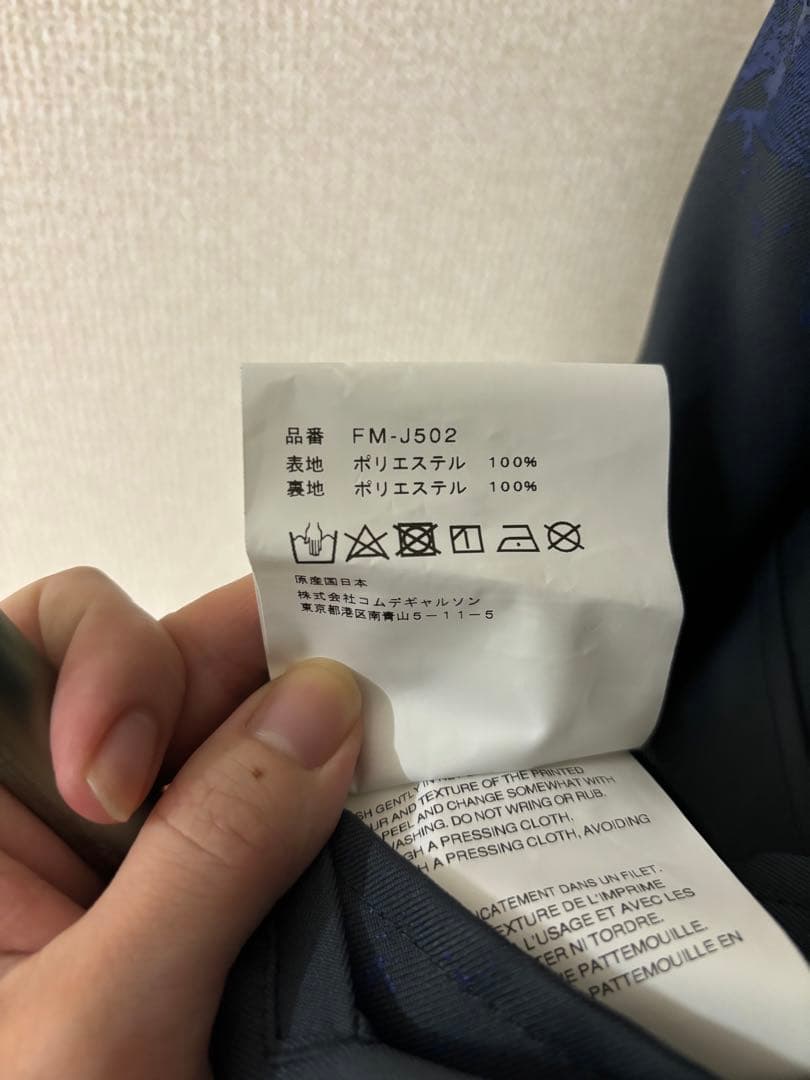 品番 FM-J502
表地 ポリエステル 100%
裏地 ポリエステル 100%
原産国日本
株式会社コムデギャルソン
東京都港区南青山5-11-5
GENTLY
AND TEXTURE OF THE PRINTED
PEEL AND CHANGE SOMEWHAT WITH
WASHING. DO NOT WRING OR RUB.
A PRESSING CLOTH.
A PRESSING CLOTH, AVOIDING
DANS UN FILET.
DE L'IMPRIME
L'USAGE ET AVEC LES
NI TORDRE.
PATTEMOUILLE.
PATTEMOUILLE EN